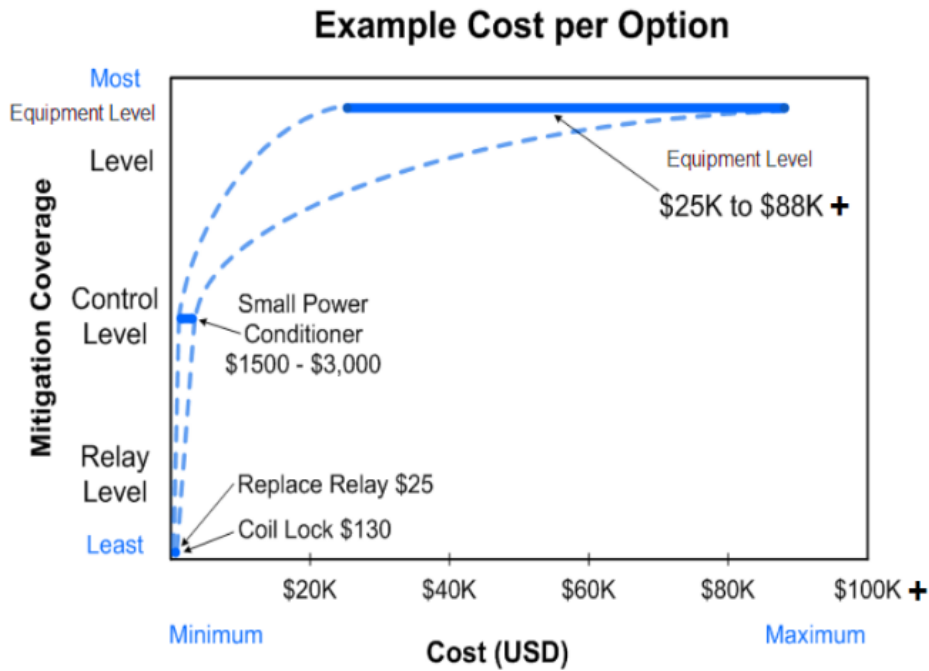 Example Cost per Option
Most
Equipment Level
Level
Equipment Level
$25K to $88K +
Mitigation Coverage
Control
Level
Small Power
Conditioner
$1500 - $3,000
Relay
Level
Replace Relay $25
Coil Lock $130
Least
$20K
$40K
$60K
$80K
$100K +
Minimum
Maximum
Cost (USD)